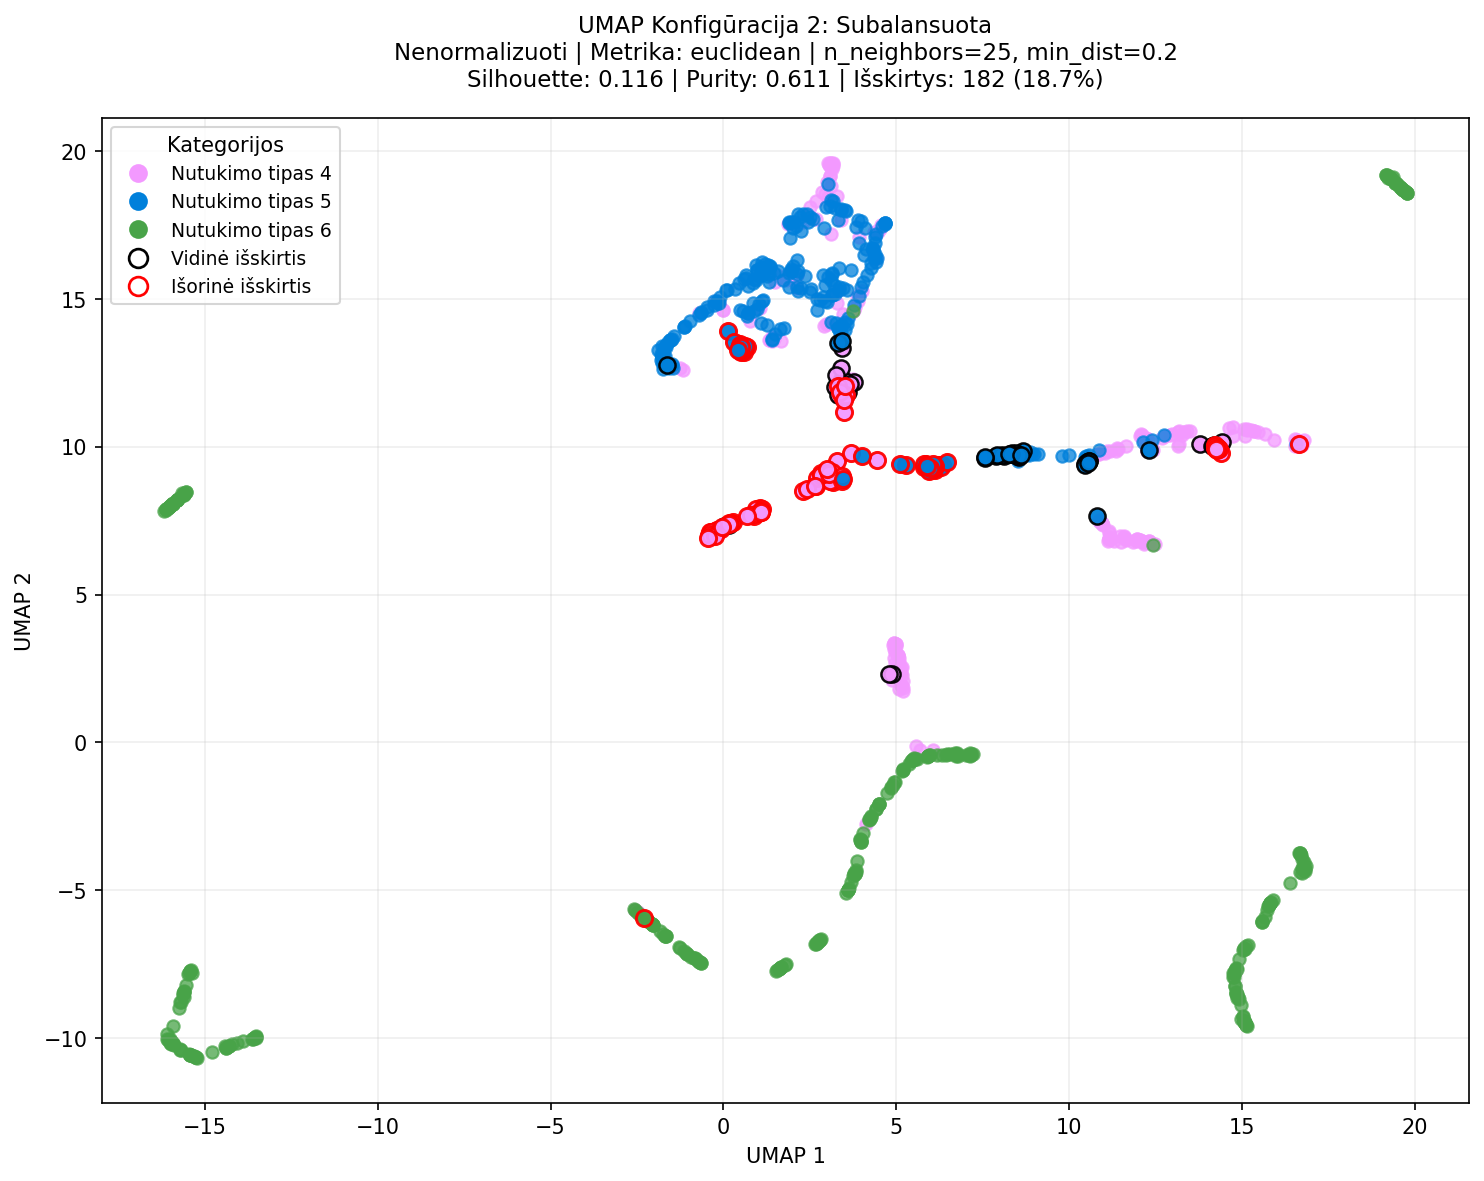 UMAP Konfigūracija 2: Subalansuota
Nenormalizuoti | Metrika: euclidean | n_neighbors=25, min_dist=0.2
Silhouette: 0.116 | Purity: 0.611 | Išskirtys: 182 (18.7%)
Kategorijos
Nutukimo tipas 4
Nutukimo tipas 5
Nutukimo tipas 6
Vidinė išskirtis
Išorinė išskirtis
20
15
10
5
0
−5
−10
UMAP 2
−15
−10
−5
0
5
10
15
20
UMAP 1